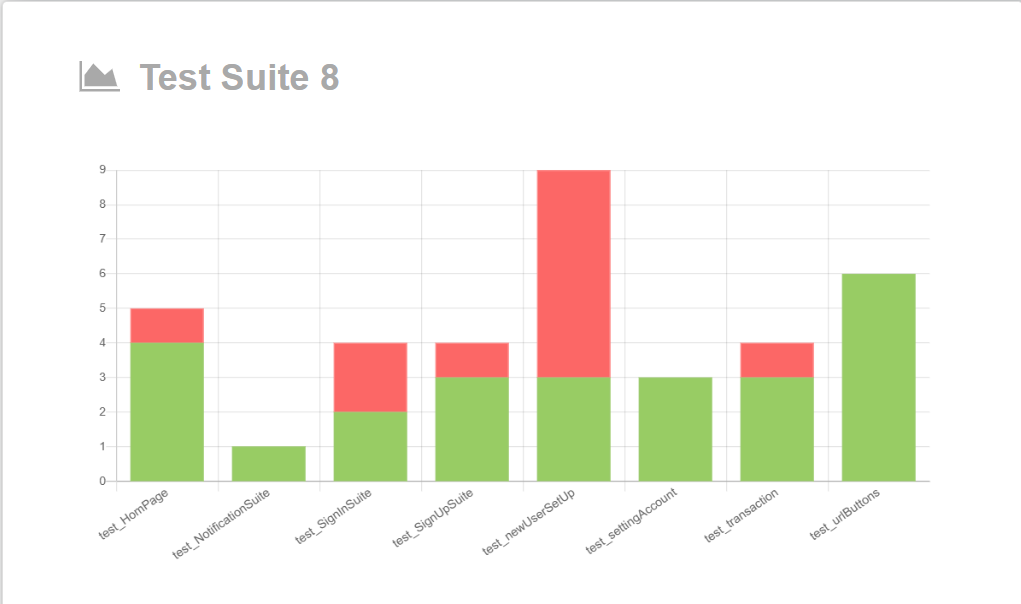 Test Suite 8
9
8
7
6
5
4
3
2
1
0
test_HomPage
test_NotificationSuite
test_SignInSuite
test_SignUpSuite
test_newUserSetUp
test_settingAccount
test_transaction
test_urlButtons